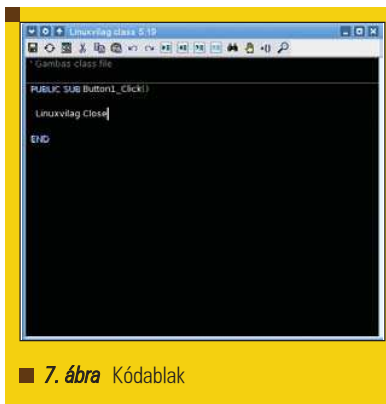 Linuxvilag class 5:19
' Gambas class file
PUBLIC SUB Button1_Click()
Linuxvilag Close
END
7. ábra Kódablak